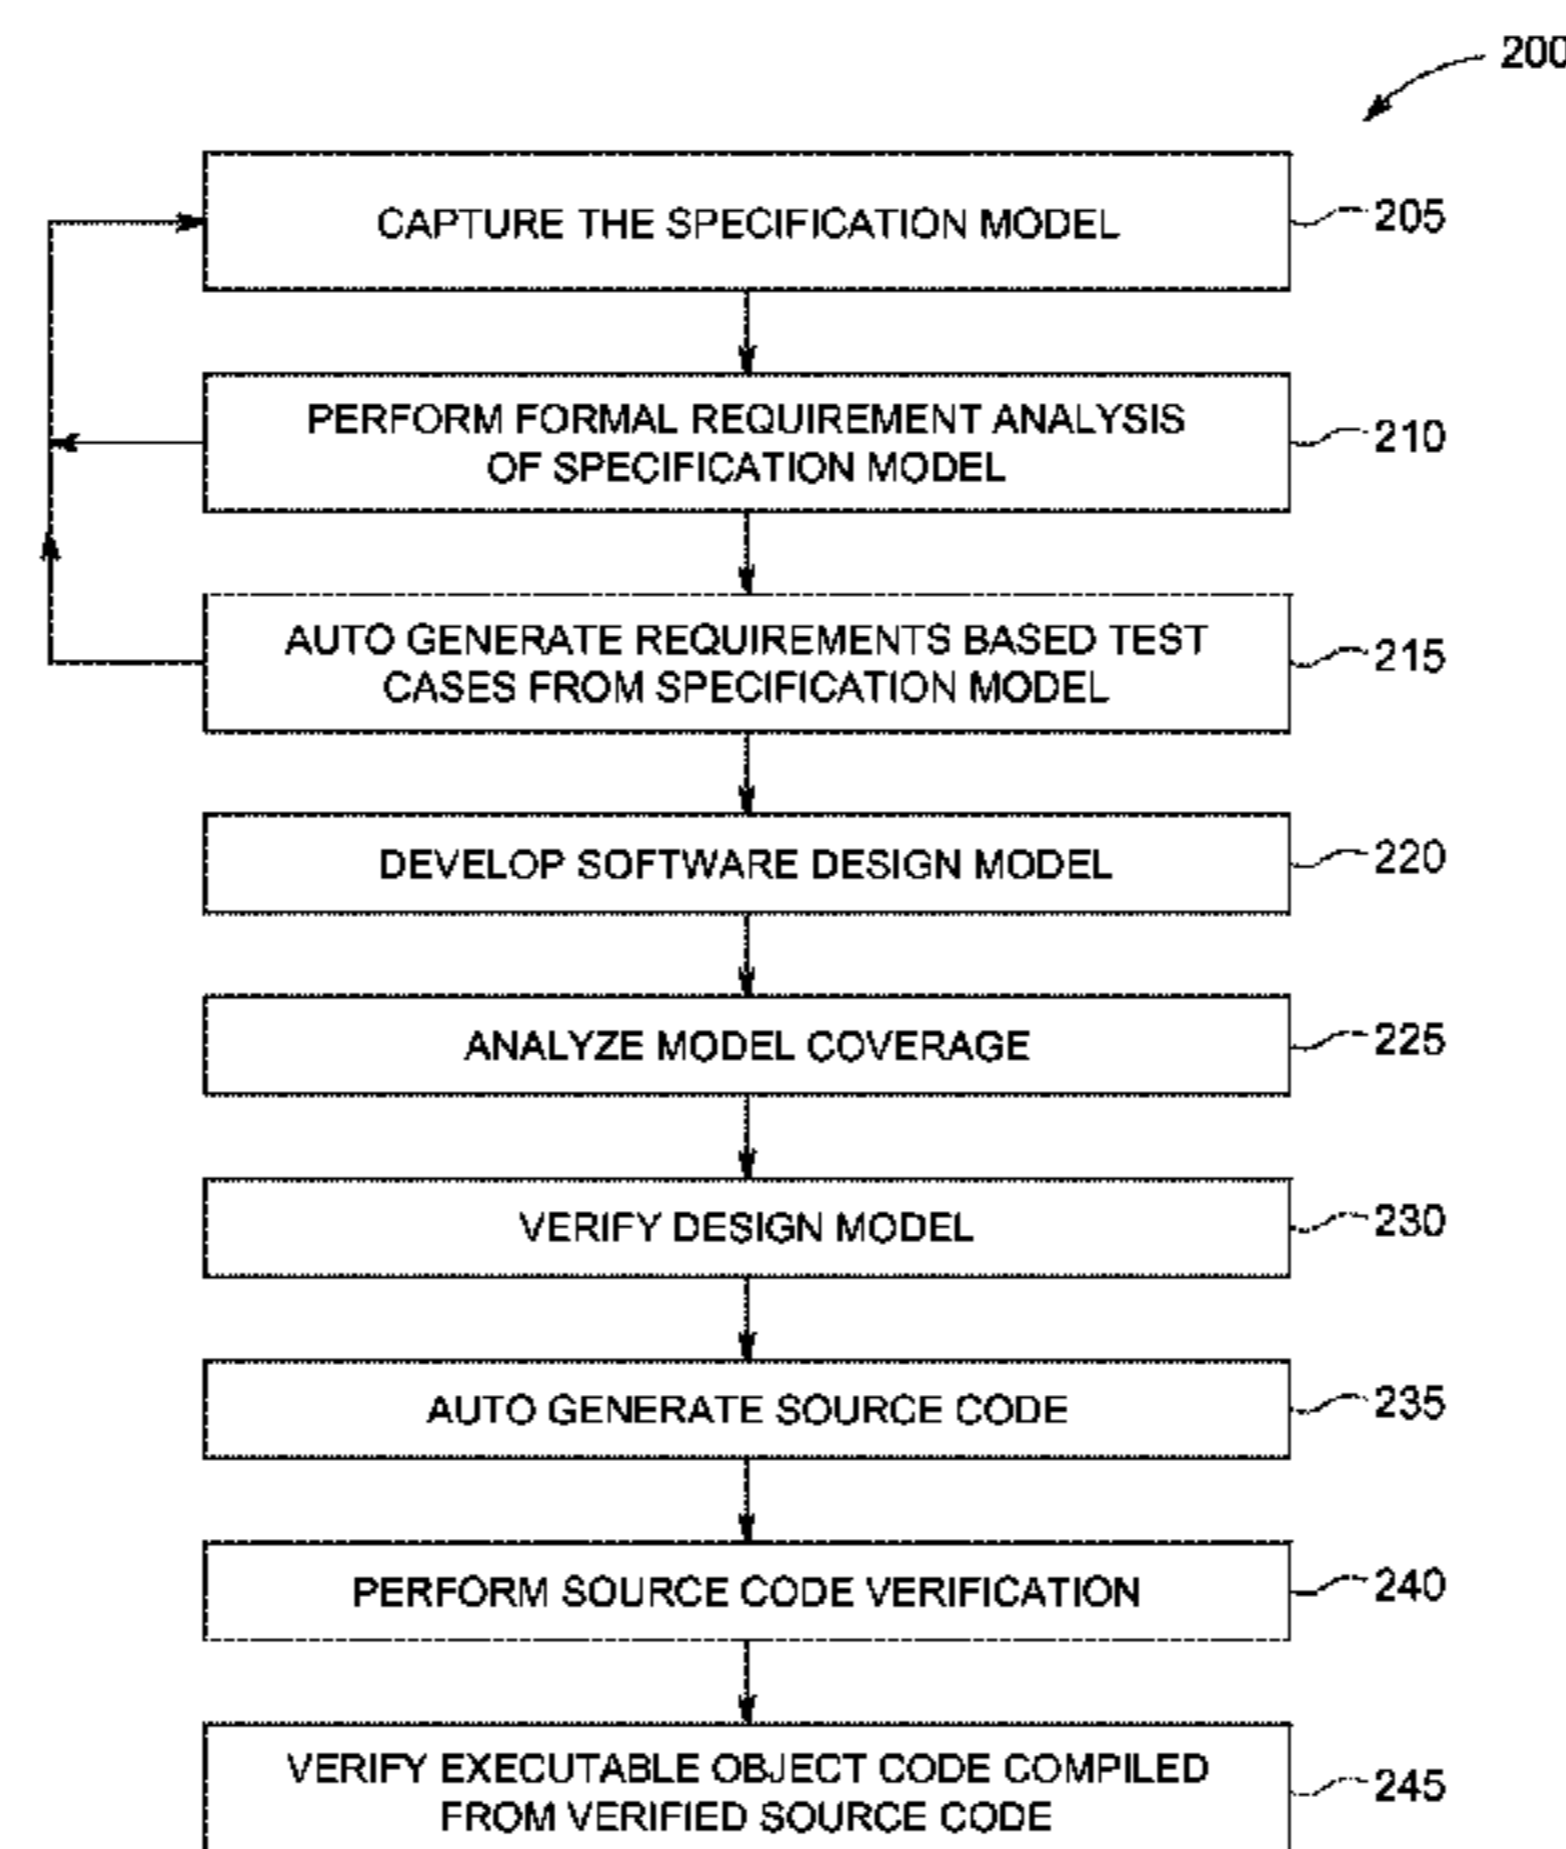 200
CAPTURE THE SPECIFICATION MODEL
205
PERFORM FORMAL REQUIREMENT ANALYSIS
OF SPECIFICATION MODEL
210
AUTO GENERATE REQUIREMENTS BASED TEST
CASES FROM SPECIFICATION MODEL
215
DEVELOP SOFTWARE DESIGN MODEL
220
ANALYZE MODEL COVERAGE
225
VERIFY DESIGN MODEL
230
AUTO GENERATE SOURCE CODE
235
PERFORM SOURCE CODE VERIFICATION
240
VERIFY EXECUTABLE OBJECT CODE COMPILED
FROM VERIFIED SOURCE CODE
245